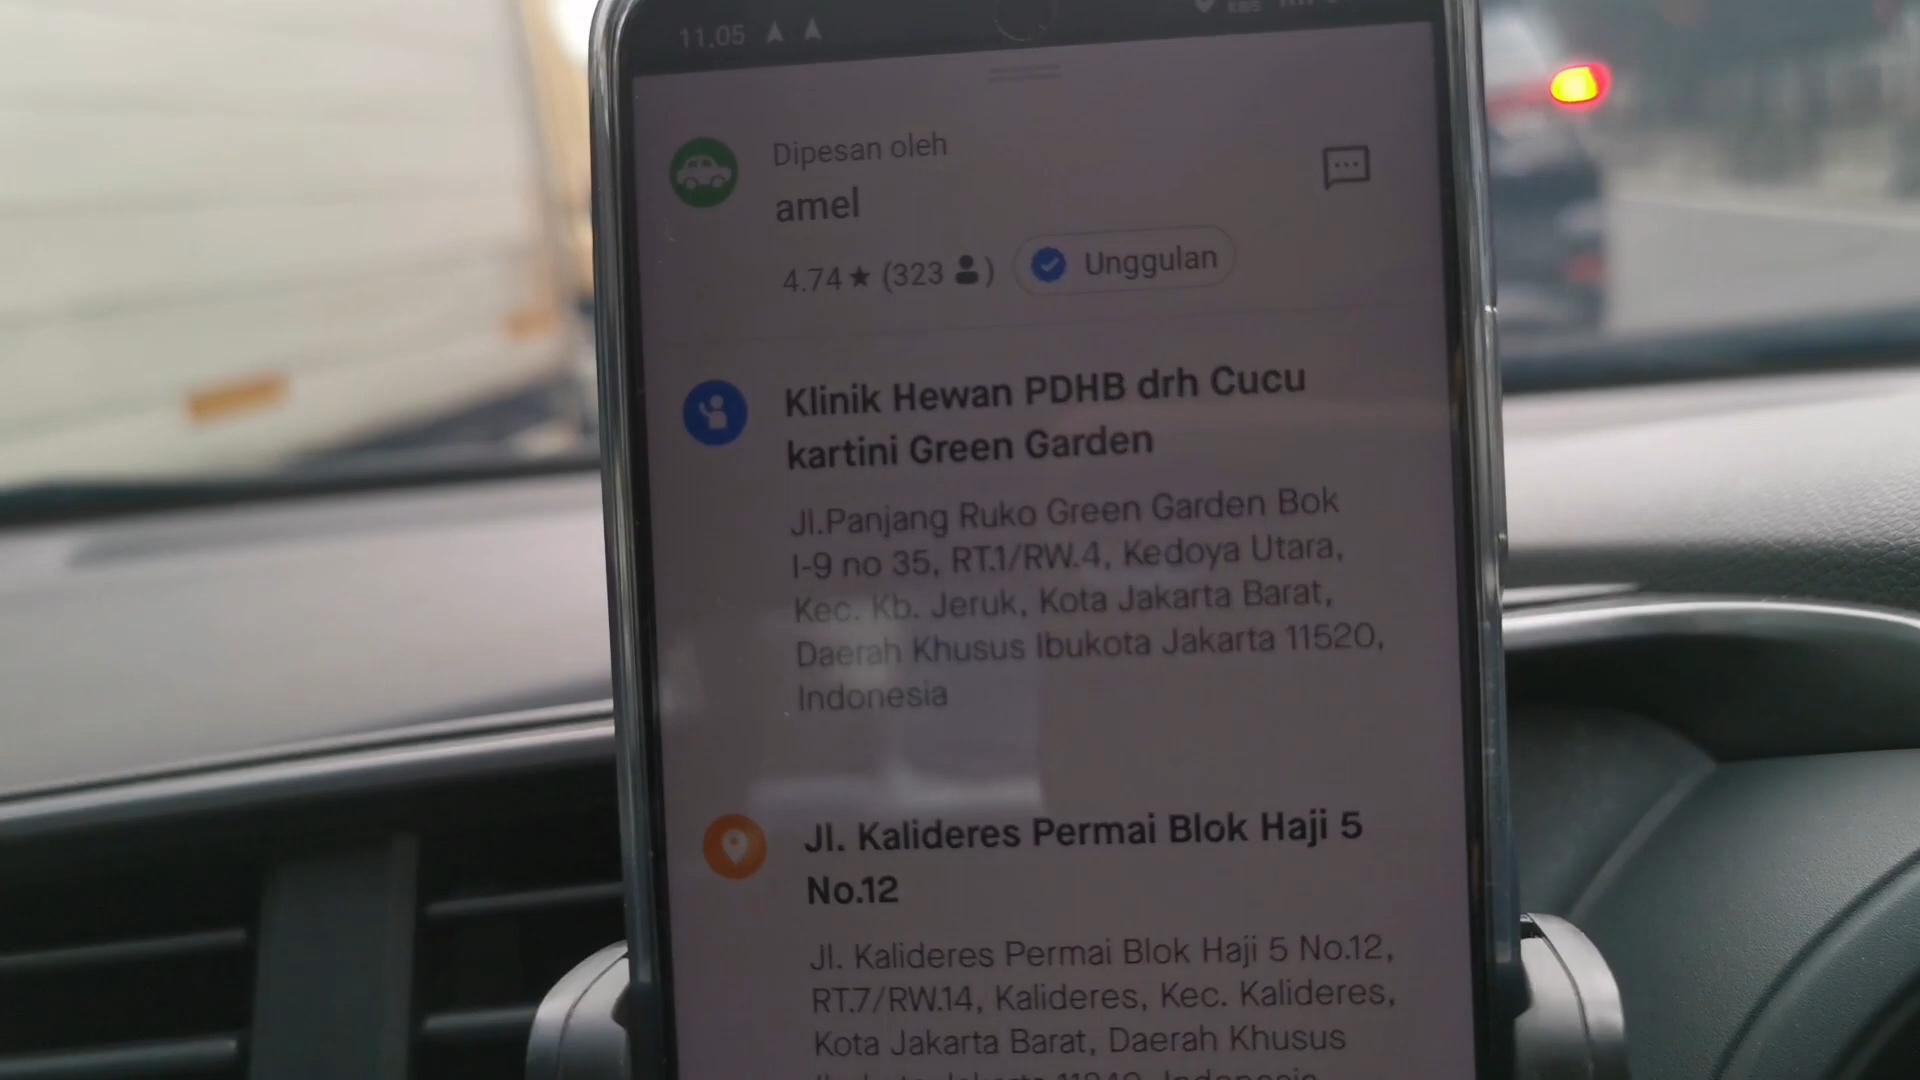 11.05
Dipesan oleh
amel
4.74 ★ (323 )
Unggulan
Klinik Hewan PDHB drh Cucu
kartini Green Garden
Jl.Panjang Ruko Green Garden Bok
I-9 no 35, RT.1/RW.4, Kedoya Utara,
Kec. Kb. Jeruk, Kota Jakarta Barat,
Daerah Khusus Ibukota Jakarta 11520,
Indonesia
Jl. Kalideres Permai Blok Haji 5
No.12
Jl. Kalideres Permai Blok Haji 5 No.12,
RT.7/RW.14, Kalideres, Kec. Kalideres,
Kota Jakarta Barat, Daerah Khusus